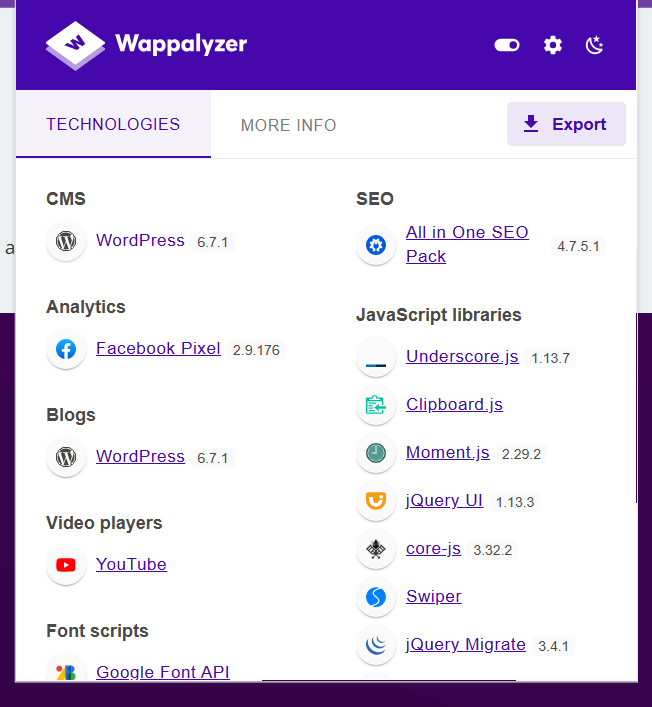 Wappalyzer
TECHNOLOGIES
MORE INFO
Export
CMS
WordPress 6.7.1
Analytics
Facebook Pixel 2.9.176
Blogs
WordPress 6.7.1
Video players
YouTube
Font scripts
Google Font API
SEO
All in One SEO
Pack 4.7.5.1
JavaScript libraries
Underscore.js 1.13.7
Clipboard.js
Moment.js 2.29.2
jQuery UI 1.13.3
core-js 3.32.2
Swiper
jQuery Migrate 3.4.1
a